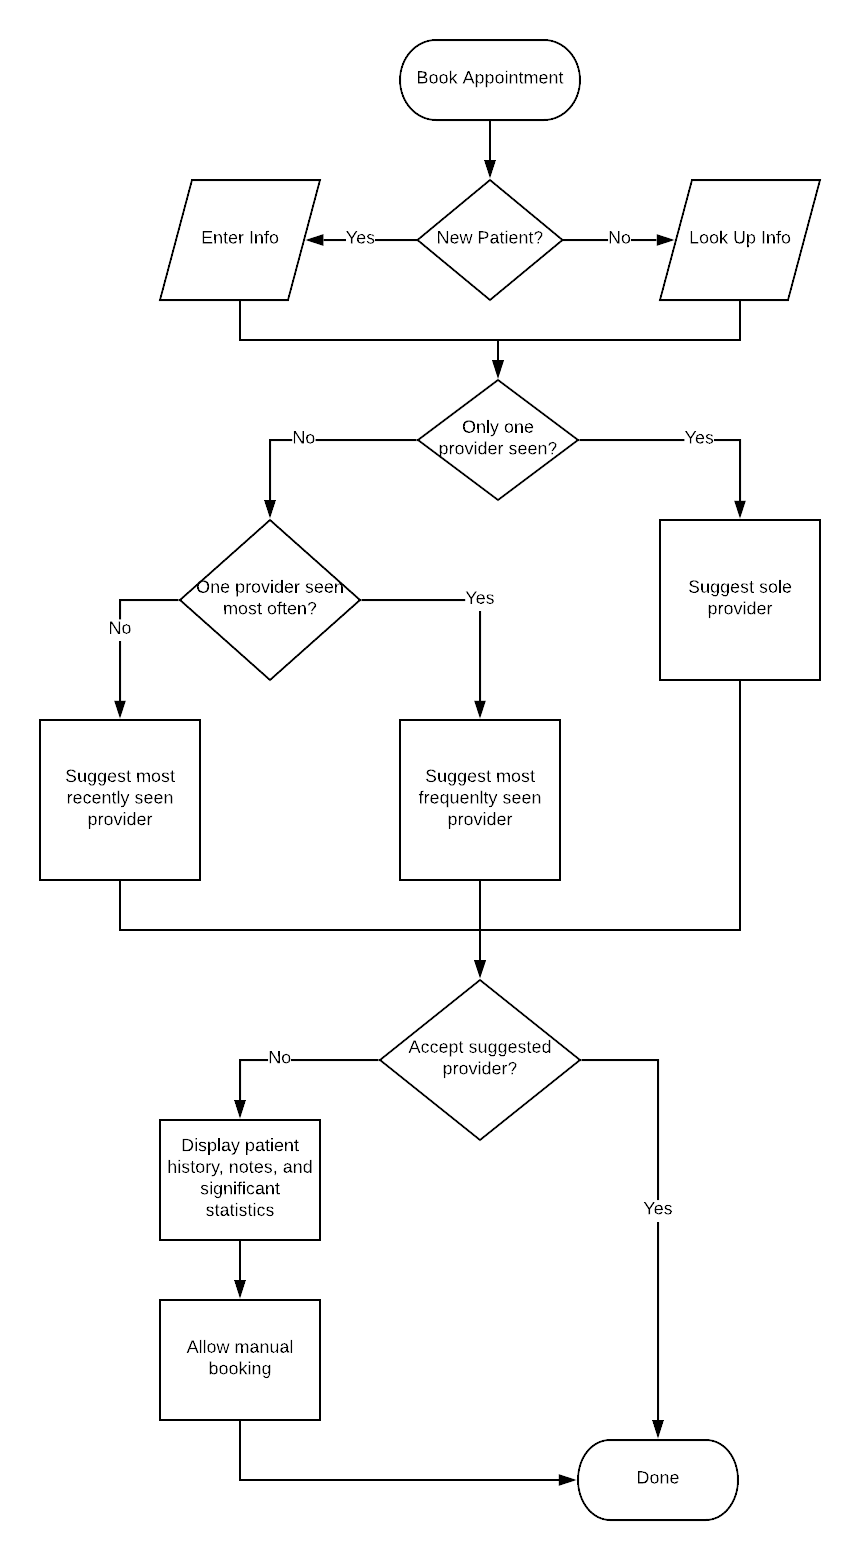 Book Appointment
Enter Info
Yes
New Patient?
No
Look Up Info
Only one
provider seen?
No
Yes
One provider seen
most often?
Suggest sole
provider
No
Yes
Suggest most
recently seen
provider
Suggest most
frequenlty seen
provider
Accept suggested
provider?
No
Display patient
history, notes, and
significant
statistics
Yes
Allow manual
booking
Done